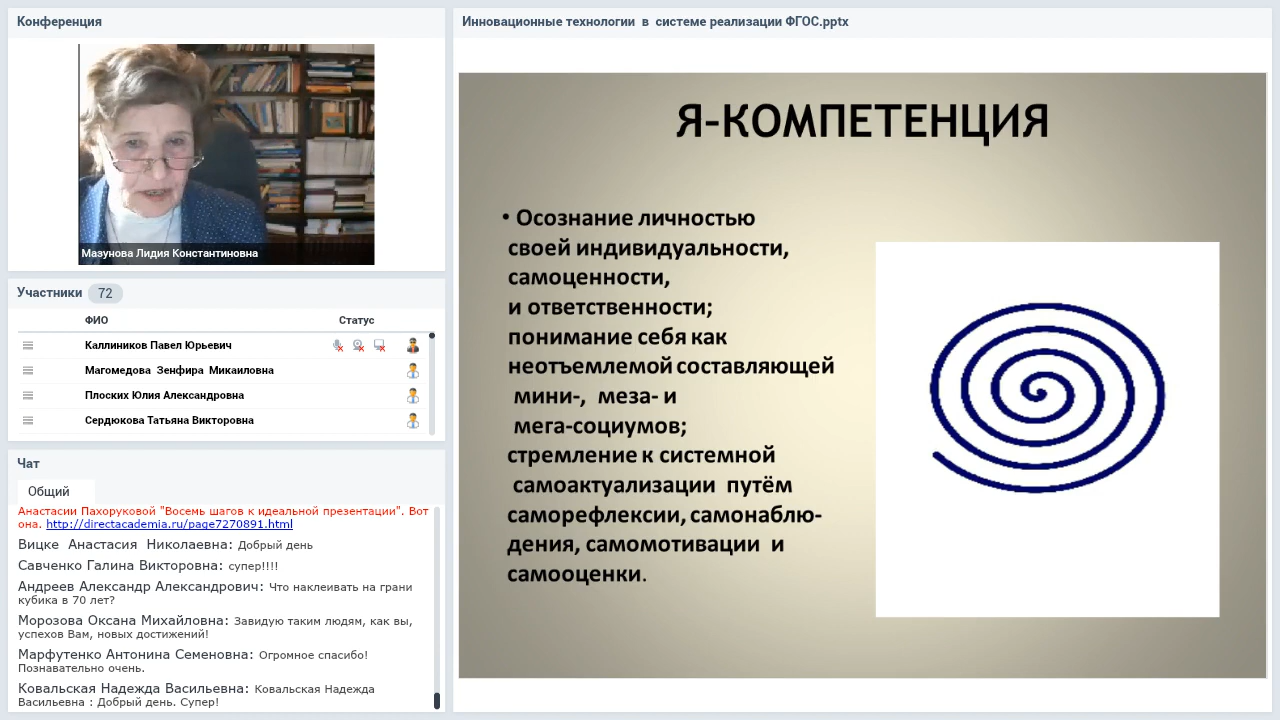 Конференция
Мазунова Лидия Константиновна
Участники 72
ФИО Статус
Каллиников Павел Юрьевич
Магомедова Зенфира Микаиловна
Плоских Юлия Александровна
Сердюкова Татьяна Викторовна
Чат
Общий
Анастасии Пахоруковой "Восемь шагов к идеальной презентации". Вот
она. http://directacademia.ru/page7270891.html
Вицке Анастасия Николаевна: Добрый день
Савченко Галина Викторовна: супер!!!!
Андреев Александр Александрович: Что наклеивать на грани
кубика в 70 лет?
Морозова Оксана Михайловна: Завидую таким людям, как вы,
успехов Вам, новых достижений!
Марфутенко Антонина Семеновна: Огромное спасибо!
Познавательно очень.
Ковальская Надежда Васильевна: Ковальская Надежда
Васильевна : Добрый день. Супер!
Инновационные технологии в системе реализации ФГОС.pptx
Я-КОМПЕТЕНЦИЯ
• Осознание личностью
своей индивидуальности,
самоценности,
и ответственности;
понимание себя как
неотъемлемой составляющей
мини-, меза- и
мега-социумов;
стремление к системной
самоактуализации путём
саморефлексии, самонаблю-
дения, самомотивации и
самооценки.